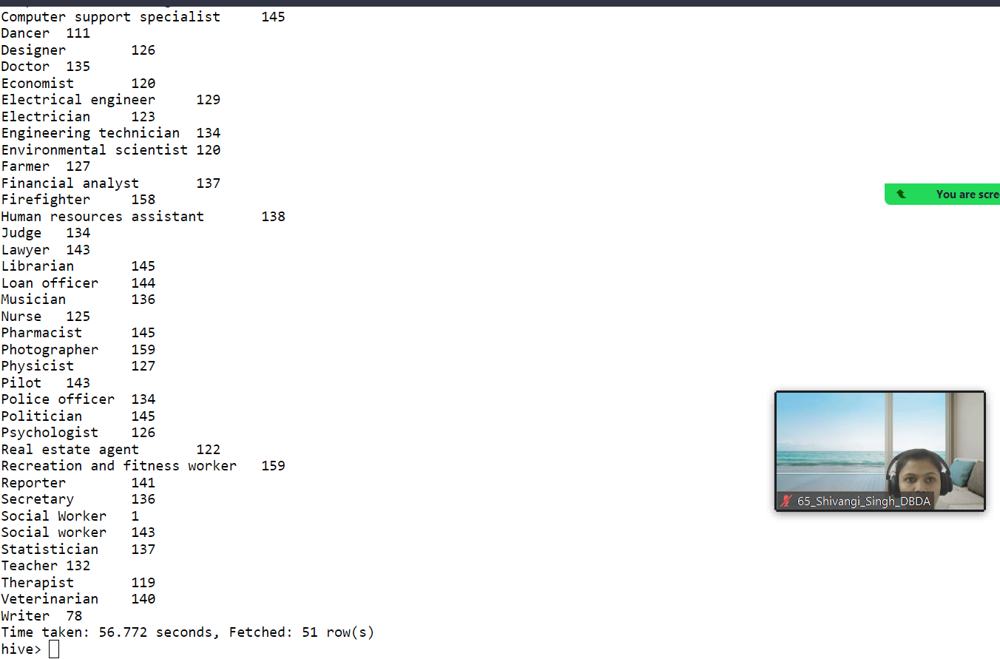 Computer support specialist 145
Dancer 111
Designer 126
Doctor 135
Economist 120
Electrical engineer 129
Electrician 123
Engineering technician 134
Environmental scientist 120
Farmer 127
Financial analyst 137
Firefighter 158
Human resources assistant 138
Judge 134
Lawyer 143
Librarian 145
Loan officer 144
Musician 136
Nurse 125
Pharmacist 145
Photographer 159
Physicist 127
Pilot 143
Police officer 134
Politician 145
Psychologist 126
Real estate agent 122
Recreation and fitness worker 159
Reporter 141
Secretary 136
Social Worker 1
Social worker 143
Statistician 137
Teacher 132
Therapist 119
Veterinarian 140
Writer 78
Time taken: 56.772 seconds, Fetched: 51 row(s)
hive>
You are scre
65_Shivangi_Singh_DBDA